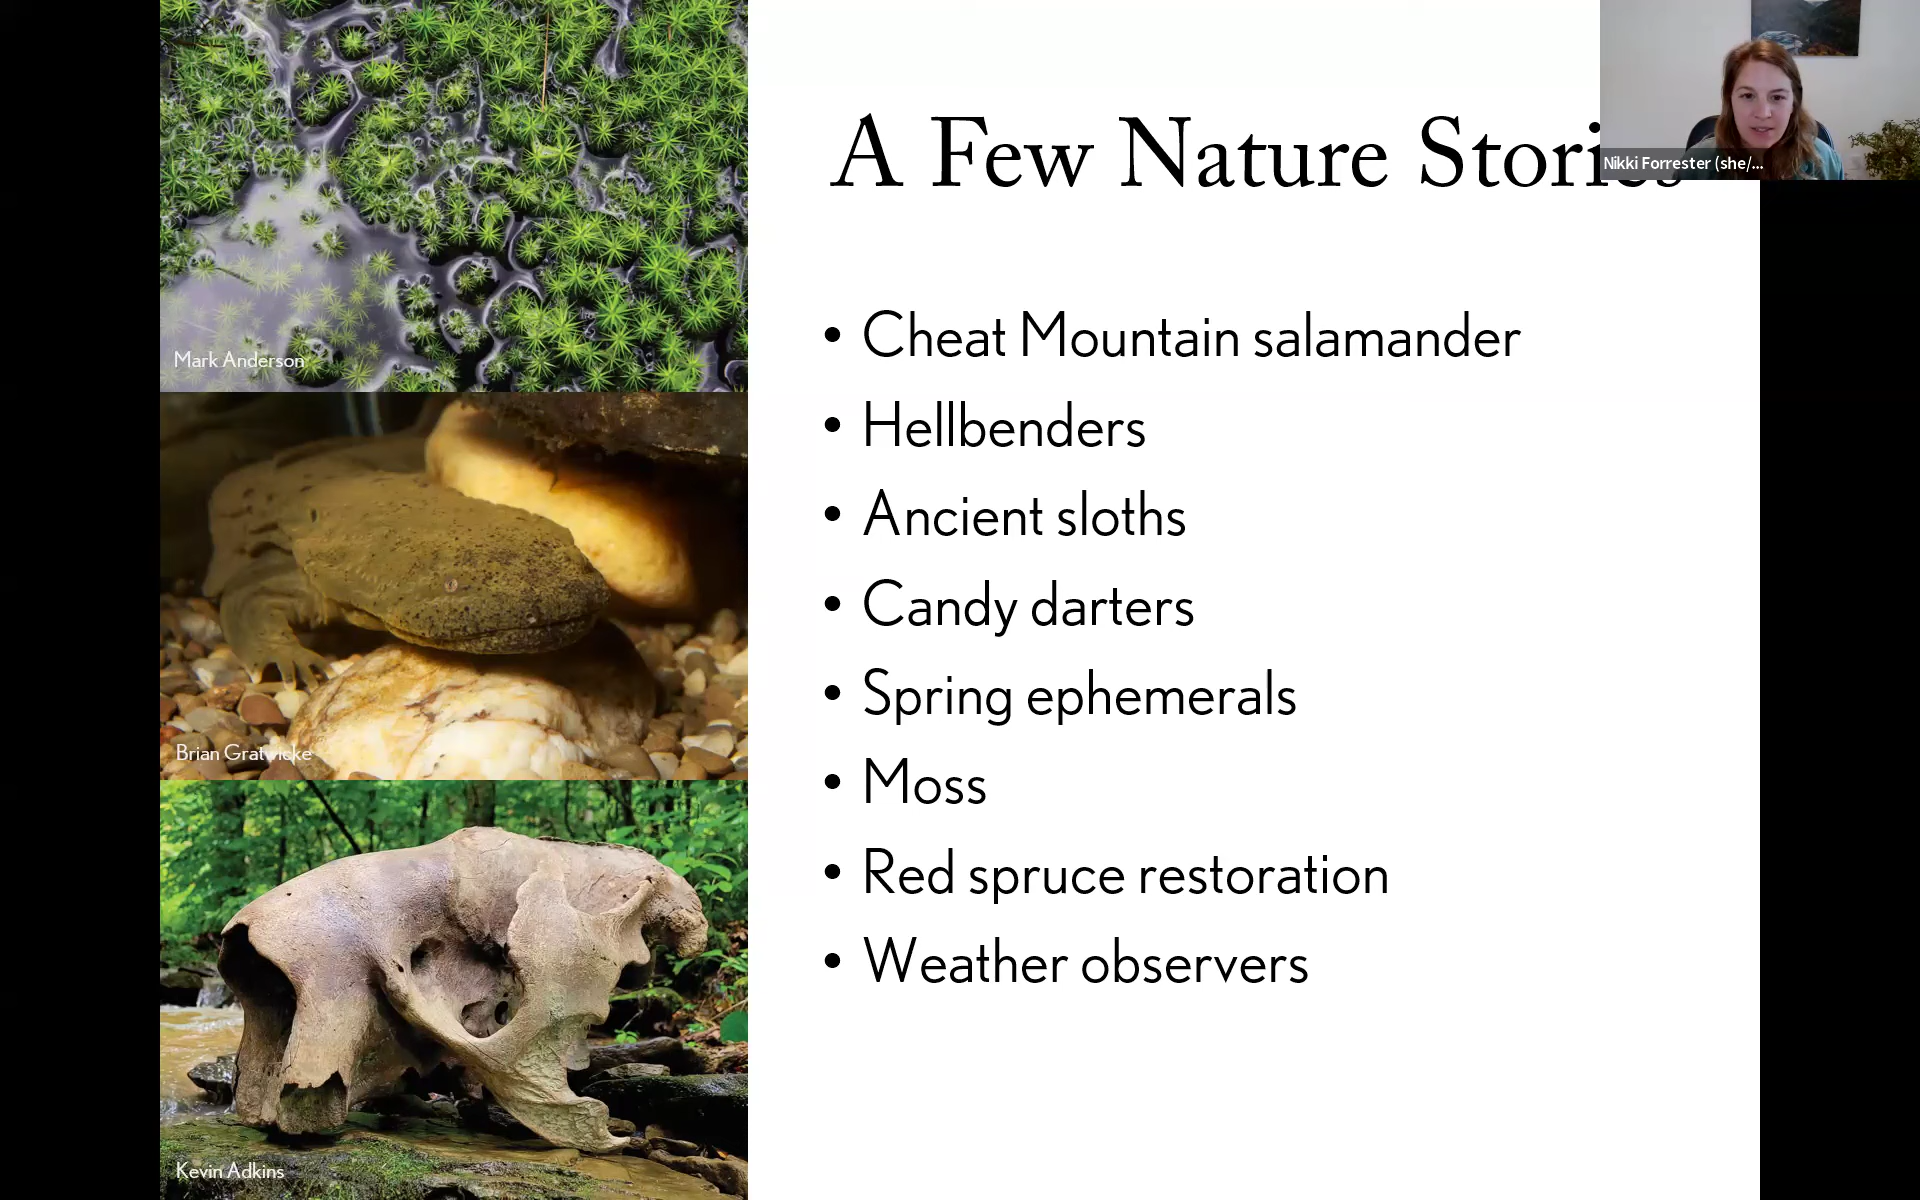 A Few Nature Stories
Nikki Forrester (she/...
• Cheat Mountain salamander
• Hellbenders
• Ancient sloths
• Candy darters
• Spring ephemerals
• Moss
• Red spruce restoration
• Weather observers
Mark Anderson
Brian Gratwicke
Kevin Adkins